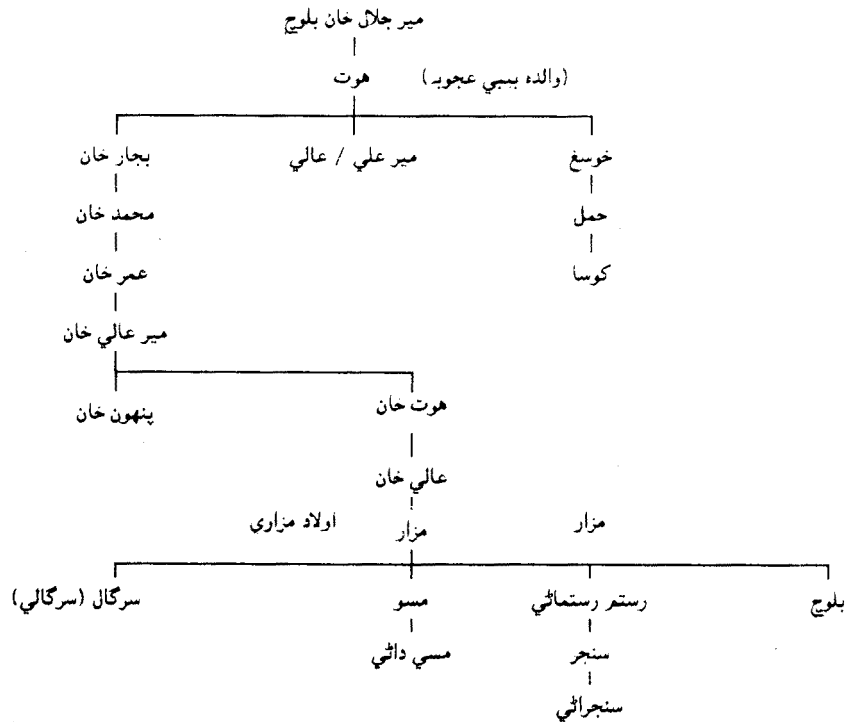 مير جلال خان بلوچ
هوت (والده بيبي عجوبہ)
خوسغ مير علي / عالي بجار خان
حمل محمد خان
كوسا عمر خان
مير عالي خان
هوت خان پنهون خان
عالي خان
مزار مزار اولاد مزاري
بلوچ رستم رستماڻي مسو سرگال (سرگالي)
سنجر مسي داڻي
سنجراڻي